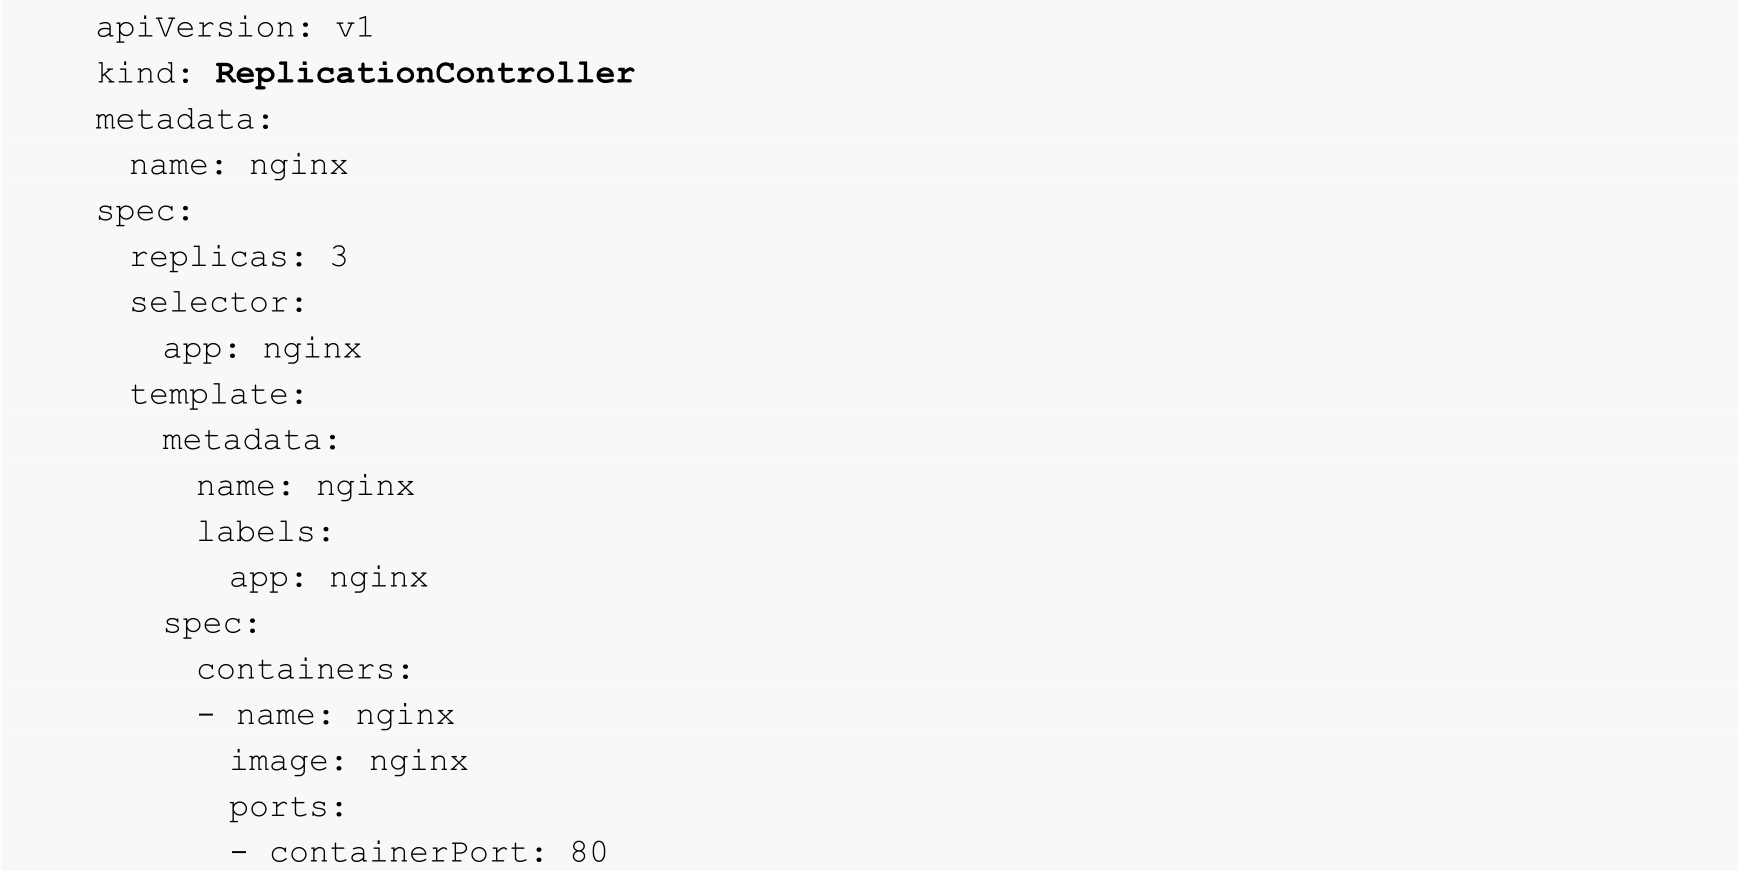 apiVersion: v1
kind: ReplicationController
metadata:
  name: nginx
spec:
  replicas: 3
  selector:
    app: nginx
  template:
    metadata:
      name: nginx
      labels:
        app: nginx
    spec:
      containers:
      - name: nginx
        image: nginx
        ports:
        - containerPort: 80